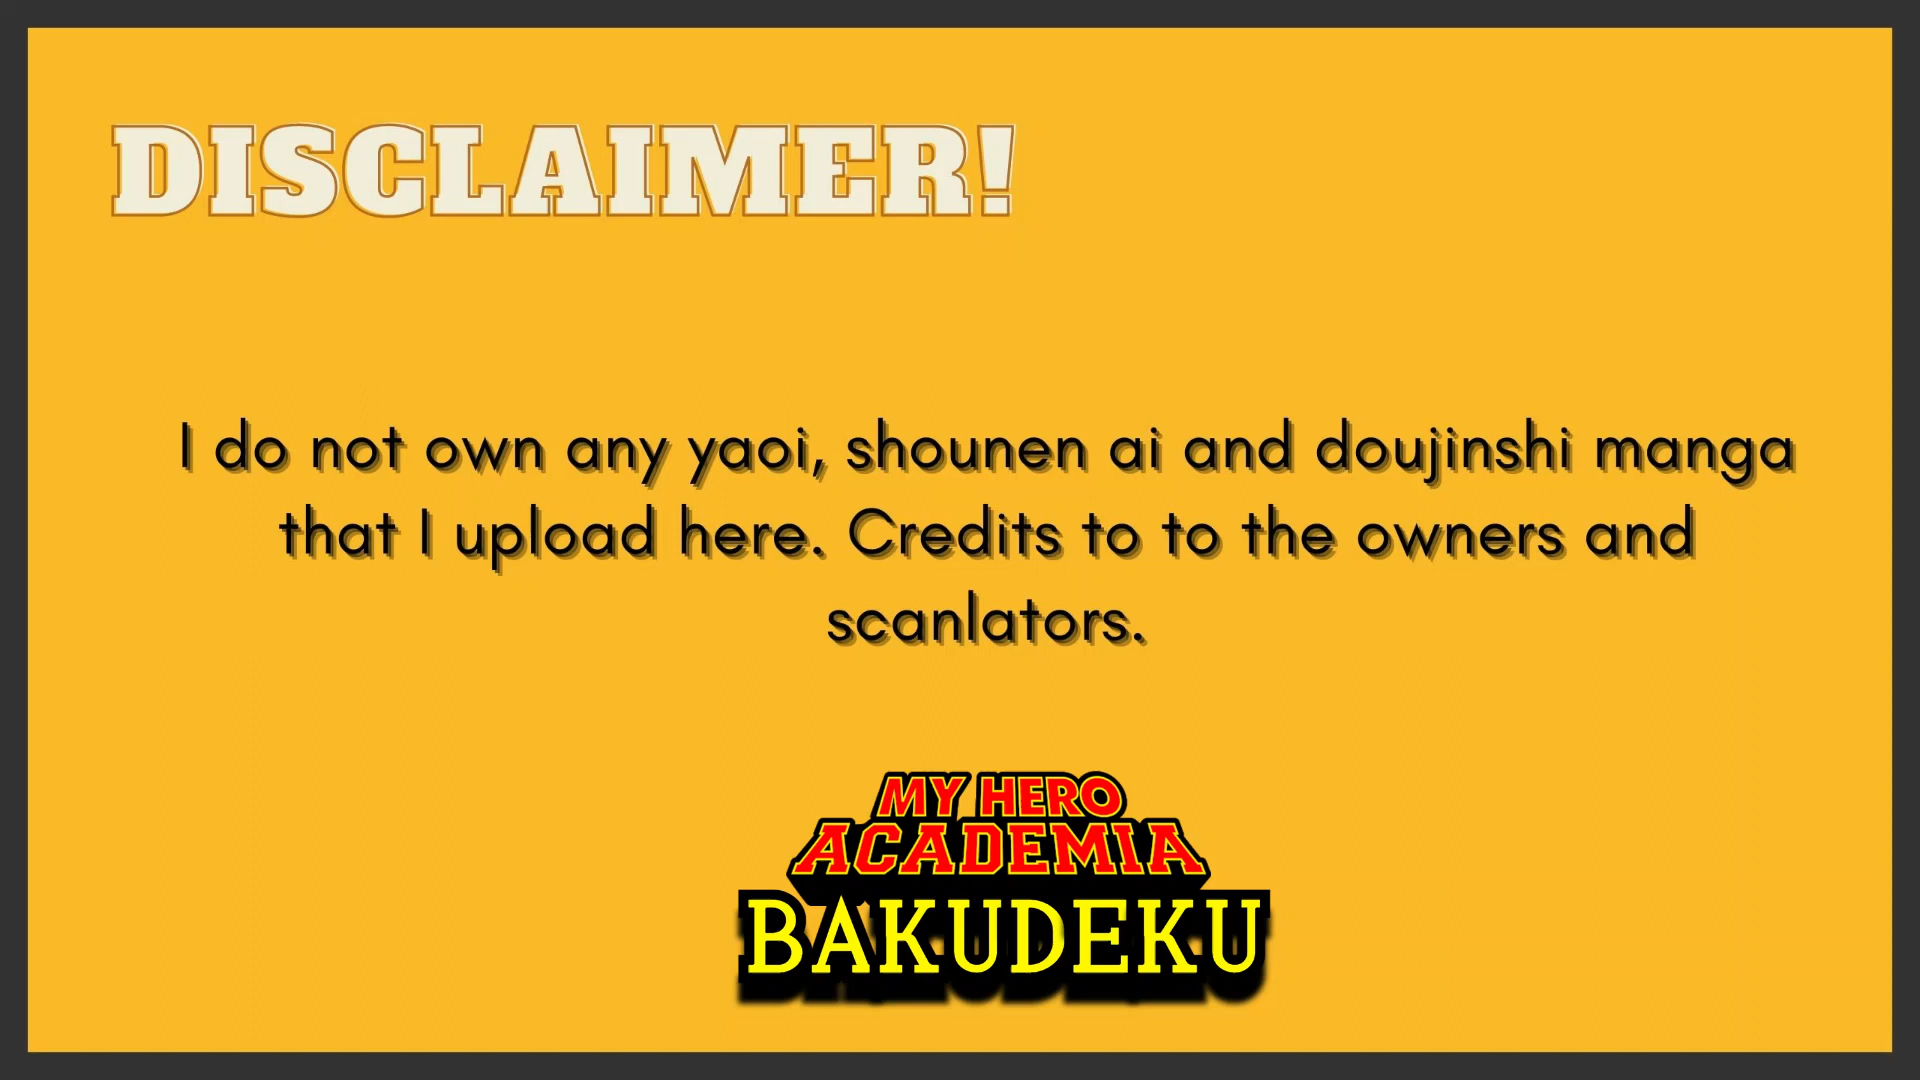 DISCLAIMER!
I do not own any yaoi, shounen ai and doujinshi manga
that I upload here. Credits to to the owners and
scanlators.
MY HERO
ACADEMIA
BAKUDEKU